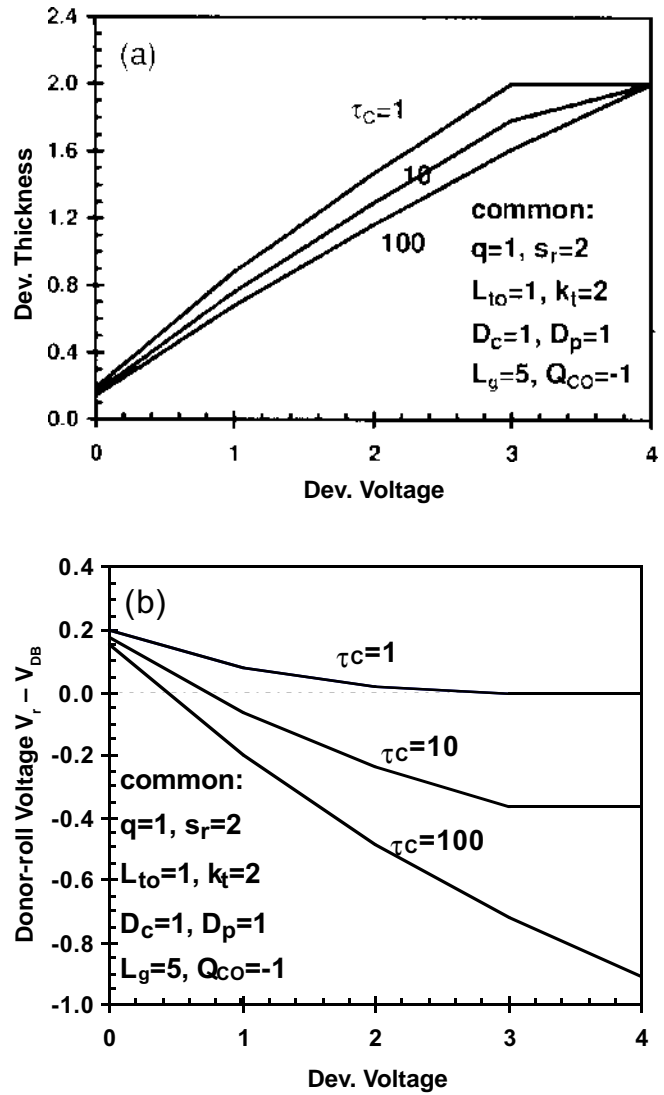 (a)
2.0
1.6
1.2
0.8
0.4
0.0
Dev. Thickness
τC=1
10
100
common:
q=1, sr=2
Lto=1, kt=2
Dc=1, Dp=1
Lg=5, QCO=-1
0 1 2 3 4
Dev. Voltage
(b)
0.4
0.2
0.0
-0.2
-0.4
-0.6
-0.8
-1.0
Donor-roll Voltage Vr – VDB
τC=1
τC=10
τC=100
common:
q=1, sr=2
Lto=1, kt=2
Dc=1, Dp=1
Lg=5, QCO=-1
0 1 2 3 4
Dev. Voltage